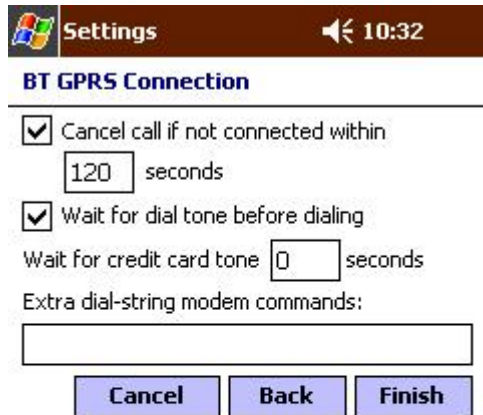 Settings 10:32
BT GPRS Connection
Cancel call if not connected within
120 seconds
Wait for dial tone before dialing
Wait for credit card tone 0 seconds
Extra dial-string modem commands:
Cancel Back Finish